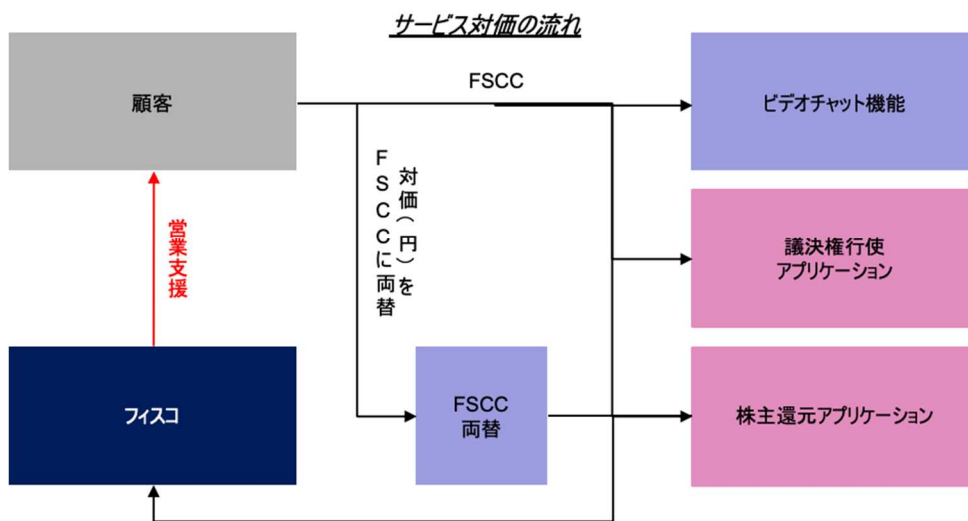 サービス対価の流れ
FSCC
顧客
ビデオチャット機能
対価(円)を
FSCCに両替
営業支援
議決権行使
アプリケーション
フィスコ
FSCC
両替
株主還元アプリケーション